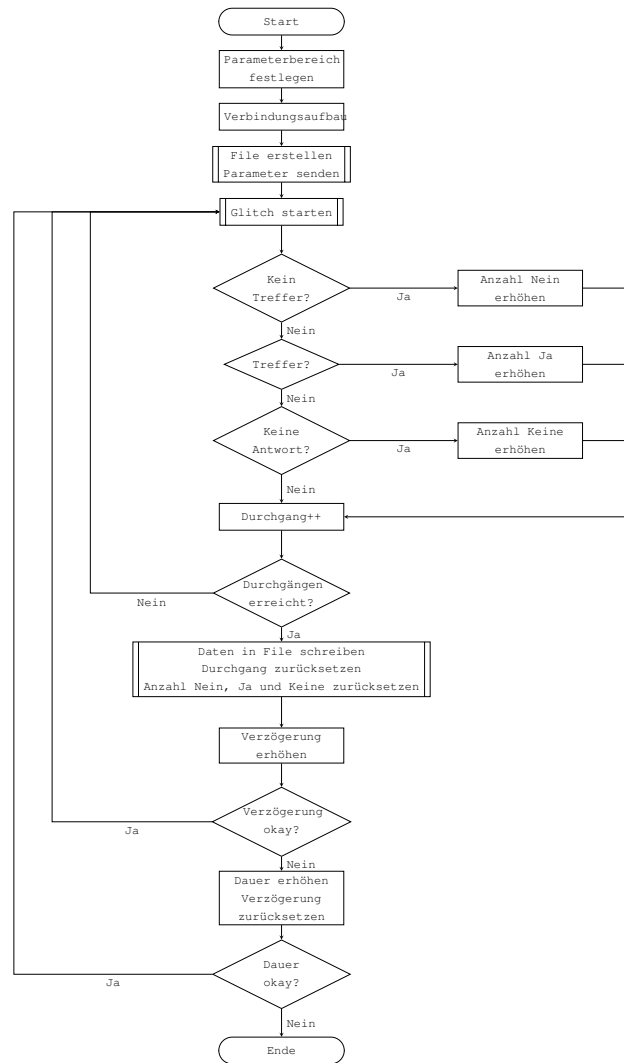 Start
Parameterbereich
festlegen
Verbindungsaufbau
File erstellen
Parameter senden
Glitch starten
Kein
Treffer?
Ja
Anzahl Nein
erhöhen
Nein
Treffer?
Ja
Anzahl Ja
erhöhen
Nein
Keine
Antwort?
Ja
Anzahl Keine
erhöhen
Nein
Durchgang++
Durchgängen
erreicht?
Nein
Ja
Daten in File schreiben
Durchgang zurücksetzen
Anzahl Nein, Ja und Keine zurücksetzen
Verzögerung
erhöhen
Verzögerung
okay?
Ja
Nein
Dauer erhöhen
Verzögerung
zurücksetzen
Dauer
okay?
Ja
Nein
Ende